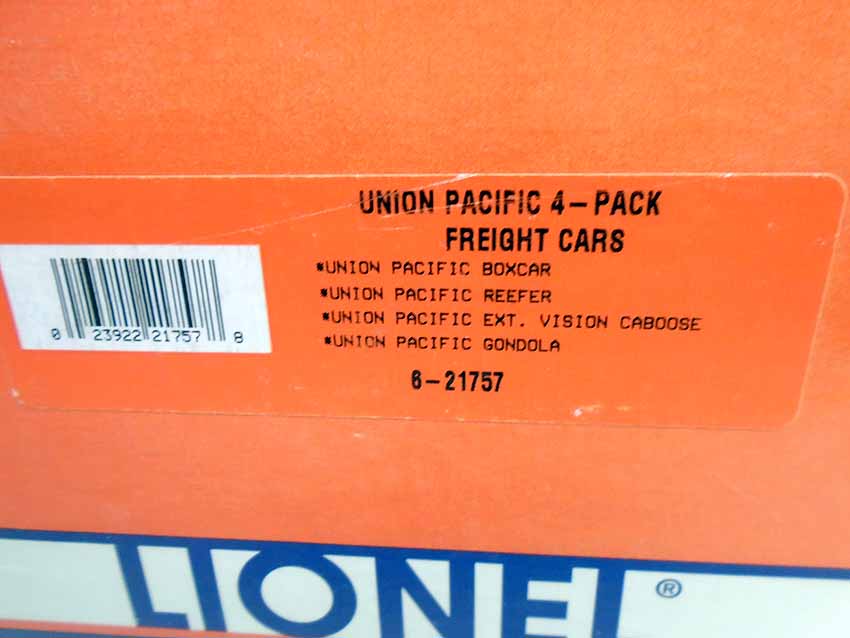 UNION PACIFIC 4-PACK
FREIGHT CARS
*UNION PACIFIC BOXCAR
*UNION PACIFIC REEFER
*UNION PACIFIC EXT. VISION CABOOSE
*UNION PACIFIC GONDOLA
6-21757
0 23922 21757 8
LIONEL ®